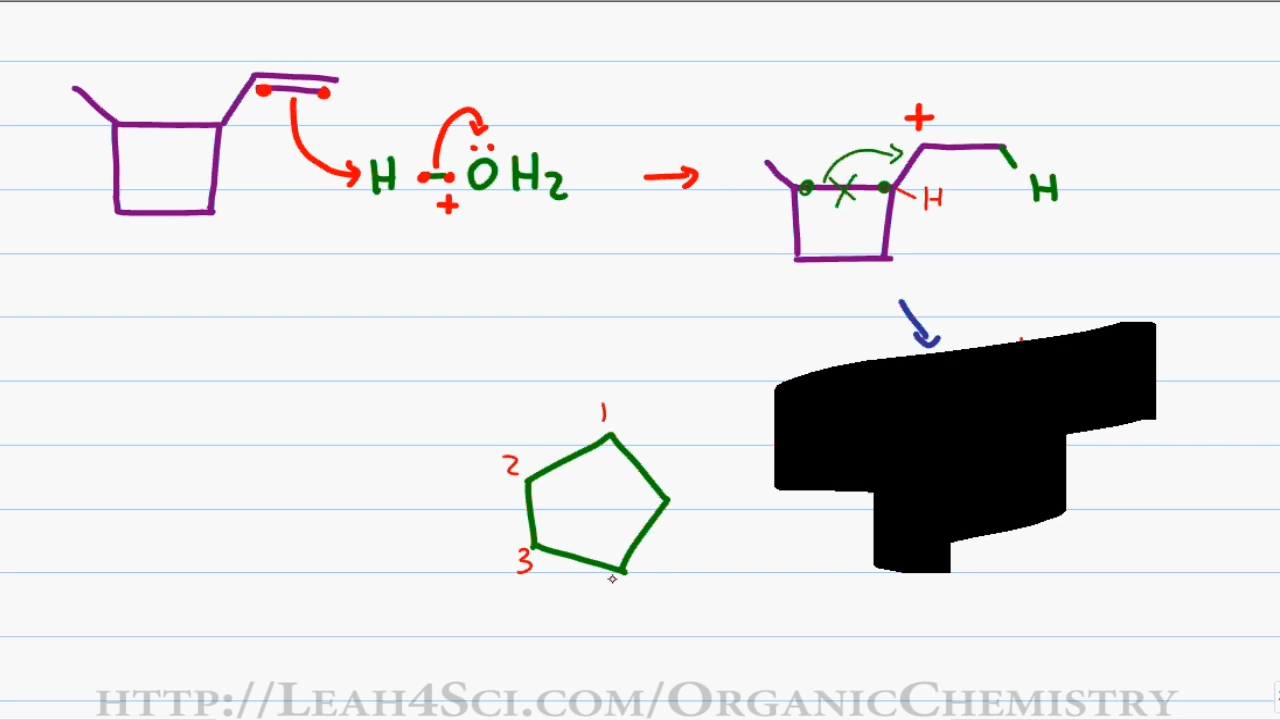 +
H - ÖH2
+
H
H
1
2
3
HTTP://LEAH4SCI.COM/ORGANICCHEMISTRY